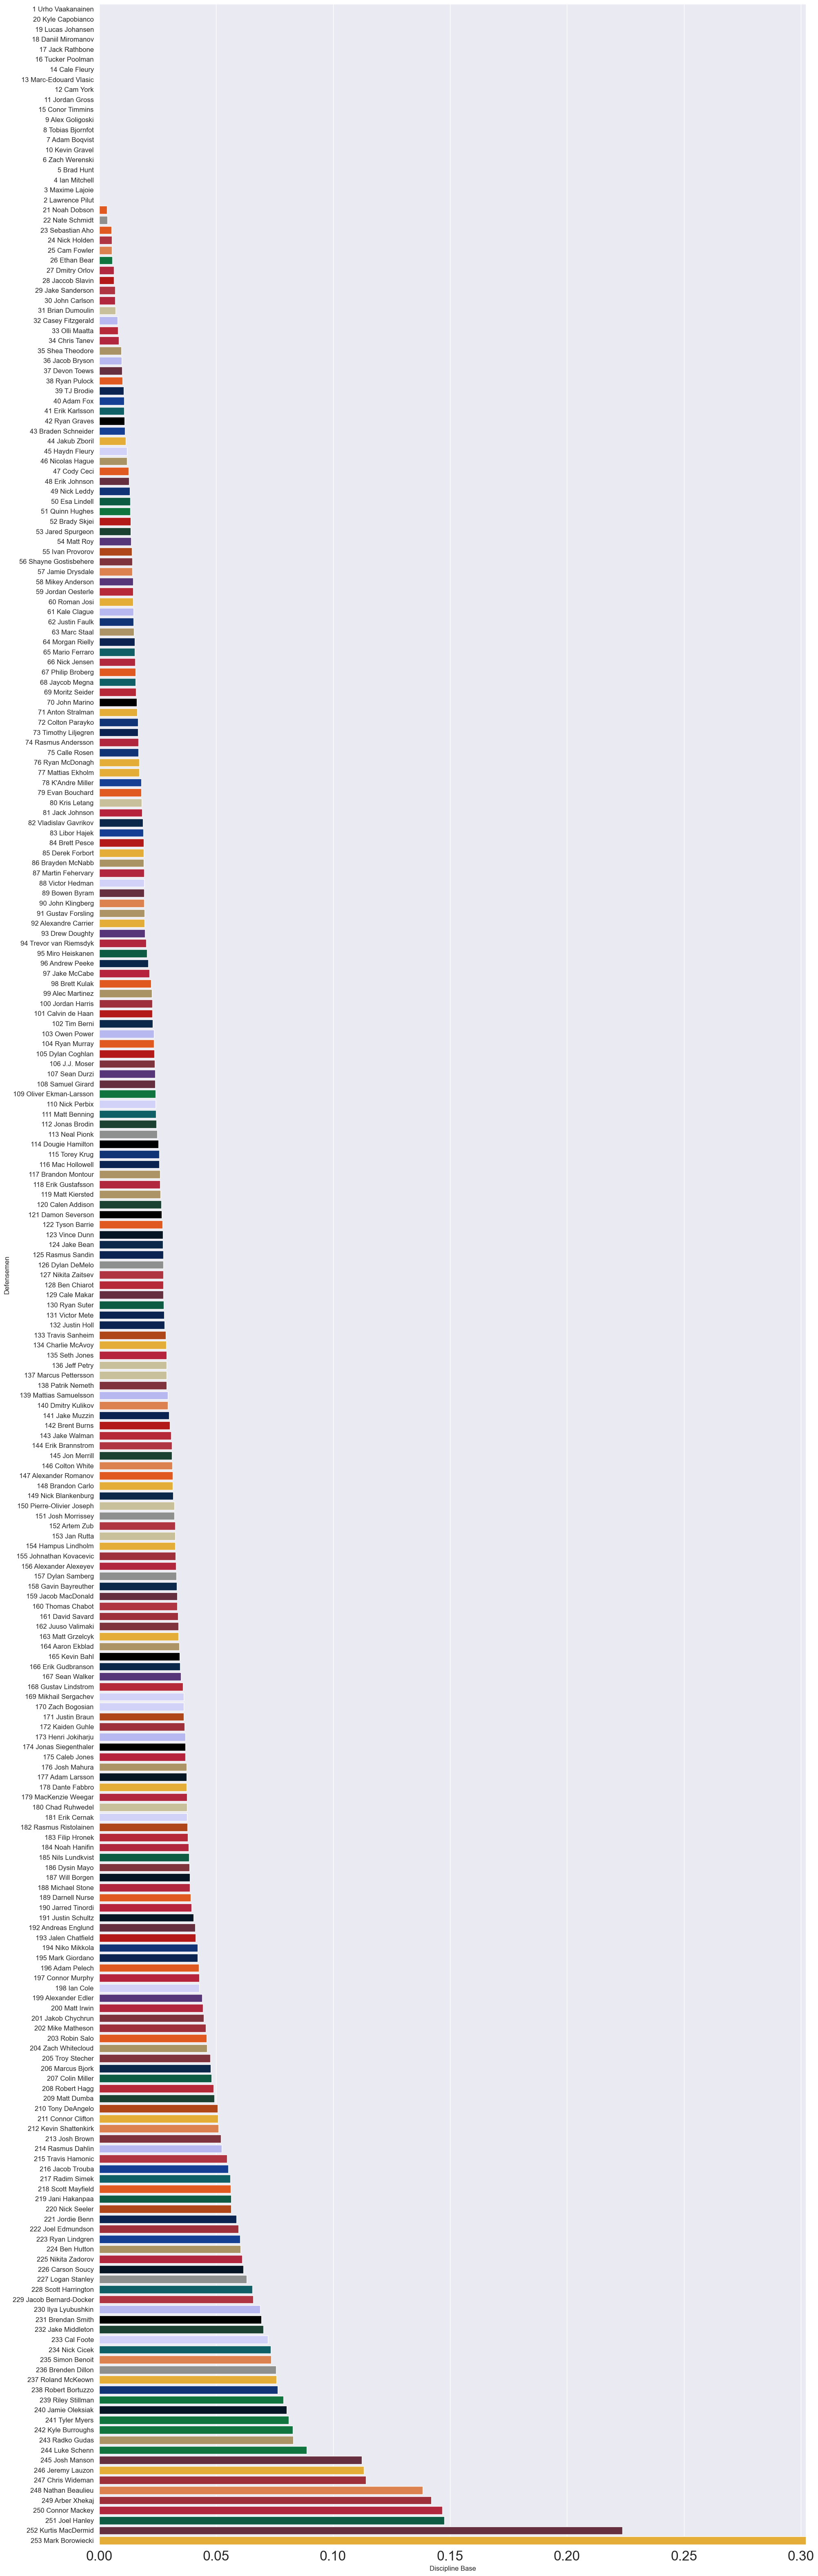 1 Urho Vaakanainen
20 Kyle Capobianco
19 Lucas Johansen
18 Daniil Miromanov
17 Jack Rathbone
16 Tucker Poolman
14 Cale Fleury
13 Marc-Edouard Vlasic
12 Cam York
11 Jordan Gross
15 Conor Timmins
9 Alex Goligoski
8 Tobias Bjornfot
7 Adam Boqvist
10 Kevin Gravel
6 Zach Werenski
5 Brad Hunt
4 Ian Mitchell
3 Maxime Lajoie
2 Lawrence Pilut
21 Noah Dobson
22 Nate Schmidt
23 Sebastian Aho
24 Nick Holden
25 Cam Fowler
26 Ethan Bear
27 Dmitry Orlov
28 Jaccob Slavin
29 Jake Sanderson
30 John Carlson
31 Brian Dumoulin
32 Casey Fitzgerald
33 Olli Maatta
34 Chris Tanev
35 Shea Theodore
36 Jacob Bryson
37 Devon Toews
38 Ryan Pulock
39 TJ Brodie
40 Adam Fox
41 Erik Karlsson
42 Ryan Graves
43 Braden Schneider
44 Jakub Zboril
45 Haydn Fleury
46 Nicolas Hague
47 Cody Ceci
48 Erik Johnson
49 Nick Leddy
50 Esa Lindell
51 Quinn Hughes
52 Brady Skjei
53 Jared Spurgeon
54 Matt Roy
55 Ivan Provorov
56 Shayne Gostisbehere
57 Jamie Drysdale
58 Mikey Anderson
59 Jordan Oesterle
60 Roman Josi
61 Kale Clague
62 Justin Faulk
63 Marc Staal
64 Morgan Rielly
65 Mario Ferraro
66 Nick Jensen
67 Philip Broberg
68 Jaycob Megna
69 Moritz Seider
70 John Marino
71 Anton Stralman
72 Colton Parayko
73 Timothy Liljegren
74 Rasmus Andersson
75 Calle Rosen
76 Ryan McDonagh
77 Mattias Ekholm
78 K'Andre Miller
79 Evan Bouchard
80 Kris Letang
81 Jack Johnson
82 Vladislav Gavrikov
83 Libor Hajek
84 Brett Pesce
85 Derek Forbort
86 Brayden McNabb
87 Martin Fehervary
88 Victor Hedman
89 Bowen Byram
90 John Klingberg
91 Gustav Forsling
92 Alexandre Carrier
93 Drew Doughty
94 Trevor van Riemsdyk
95 Miro Heiskanen
96 Andrew Peeke
97 Jake McCabe
98 Brett Kulak
99 Alec Martinez
100 Jordan Harris
101 Calvin de Haan
102 Tim Berni
103 Owen Power
104 Ryan Murray
105 Dylan Coghlan
106 J.J. Moser
107 Sean Durzi
108 Samuel Girard
109 Oliver Ekman-Larsson
110 Nick Perbix
111 Matt Benning
112 Jonas Brodin
113 Neal Pionk
114 Dougie Hamilton
115 Torey Krug
116 Mac Hollowell
117 Brandon Montour
118 Erik Gustafsson
119 Matt Kiersted
120 Calen Addison
121 Damon Severson
122 Tyson Barrie
123 Vince Dunn
124 Jake Bean
125 Rasmus Sandin
126 Dylan DeMelo
127 Nikita Zaitsev
128 Ben Chiarot
129 Cale Makar
130 Ryan Suter
131 Victor Mete
132 Justin Holl
133 Travis Sanheim
134 Charlie McAvoy
135 Seth Jones
136 Jeff Petry
137 Marcus Pettersson
138 Patrik Nemeth
139 Mattias Samuelsson
140 Dmitry Kulikov
141 Jake Muzzin
142 Brent Burns
143 Jake Walman
144 Erik Brannstrom
145 Jon Merrill
146 Colton White
147 Alexander Romanov
148 Brandon Carlo
149 Nick Blankenburg
150 Pierre-Olivier Joseph
151 Josh Morrissey
152 Artem Zub
153 Jan Rutta
154 Hampus Lindholm
155 Johnathan Kovacevic
156 Alexander Alexeyev
157 Dylan Samberg
158 Gavin Bayreuther
159 Jacob MacDonald
160 Thomas Chabot
161 David Savard
162 Juuso Valimaki
163 Matt Grzelcyk
164 Aaron Ekblad
165 Kevin Bahl
166 Erik Gudbranson
167 Sean Walker
168 Gustav Lindstrom
169 Mikhail Sergachev
170 Zach Bogosian
171 Justin Braun
172 Kaiden Guhle
173 Henri Jokiharju
174 Jonas Siegenthaler
175 Caleb Jones
176 Josh Mahura
177 Adam Larsson
178 Dante Fabbro
179 MacKenzie Weegar
180 Chad Ruhwedel
181 Erik Cernak
182 Rasmus Ristolainen
183 Filip Hronek
184 Noah Hanifin
185 Nils Lundkvist
186 Dysin Mayo
187 Will Borgen
188 Michael Stone
189 Darnell Nurse
190 Jarred Tinordi
191 Justin Schultz
192 Andreas Englund
193 Jalen Chatfield
194 Niko Mikkola
195 Mark Giordano
196 Adam Pelech
197 Connor Murphy
198 Ian Cole
199 Alexander Edler
200 Matt Irwin
201 Jakob Chychrun
202 Mike Matheson
203 Robin Salo
204 Zach Whitecloud
205 Troy Stecher
206 Marcus Bjork
207 Colin Miller
208 Robert Hagg
209 Matt Dumba
210 Tony DeAngelo
211 Connor Clifton
212 Kevin Shattenkirk
213 Josh Brown
214 Rasmus Dahlin
215 Travis Hamonic
216 Jacob Trouba
217 Radim Simek
218 Scott Mayfield
219 Jani Hakanpaa
220 Nick Seeler
221 Jordie Benn
222 Joel Edmundson
223 Ryan Lindgren
224 Ben Hutton
225 Nikita Zadorov
226 Carson Soucy
227 Logan Stanley
228 Scott Harrington
229 Jacob Bernard-Docker
230 Ilya Lyubushkin
231 Brendan Smith
232 Jake Middleton
233 Cal Foote
234 Nick Cicek
235 Simon Benoit
236 Brenden Dillon
237 Roland McKeown
238 Robert Bortuzzo
239 Riley Stillman
240 Jamie Oleksiak
241 Tyler Myers
242 Kyle Burroughs
243 Radko Gudas
244 Luke Schenn
245 Josh Manson
246 Jeremy Lauzon
247 Chris Wideman
248 Nathan Beaulieu
249 Arber Xhekaj
250 Connor Mackey
251 Joel Hanley
252 Kurtis MacDermid
253 Mark Borowiecki
Defensemen
0.00 0.05 0.10 0.15 0.20 0.25 0.30
Discipline Base